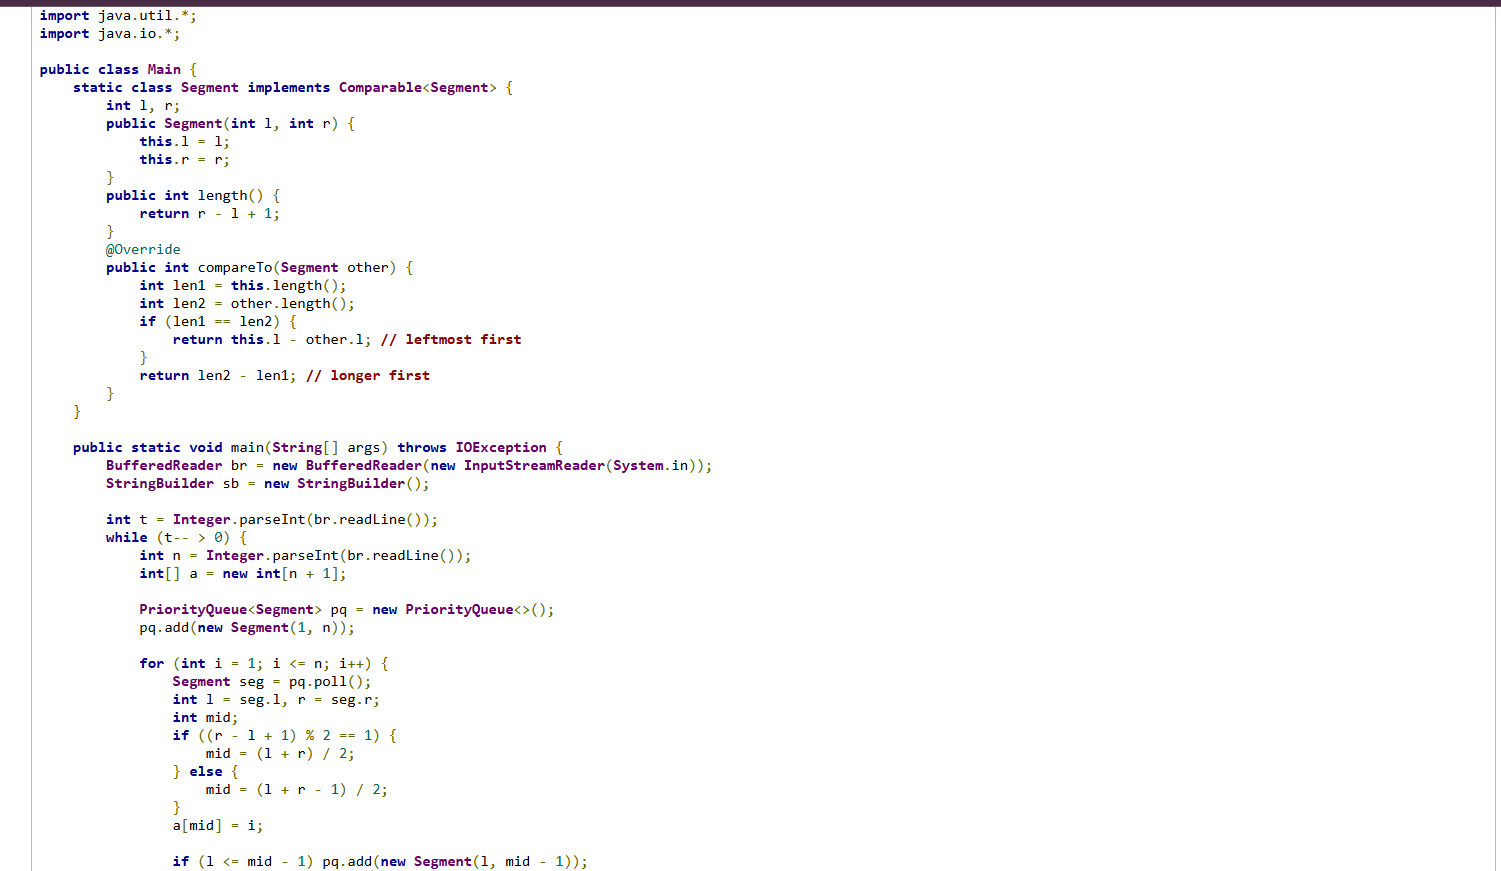 import java.util.*;
import java.io.*;

public class Main {
    static class Segment implements Comparable<Segment> {
        int l, r;
        public Segment(int l, int r) {
            this.l = l;
            this.r = r;
        }
        public int length() {
            return r - l + 1;
        }
        @Override
        public int compareTo(Segment other) {
            int len1 = this.length();
            int len2 = other.length();
            if (len1 == len2) {
                return this.l - other.l; // leftmost first
            }
            return len2 - len1; // longer first
        }
    }

    public static void main(String[] args) throws IOException {
        BufferedReader br = new BufferedReader(new InputStreamReader(System.in));
        StringBuilder sb = new StringBuilder();

        int t = Integer.parseInt(br.readLine());
        while (t-- > 0) {
            int n = Integer.parseInt(br.readLine());
            int[] a = new int[n + 1];

            PriorityQueue<Segment> pq = new PriorityQueue<>();
            pq.add(new Segment(1, n));

            for (int i = 1; i <= n; i++) {
                Segment seg = pq.poll();
                int l = seg.l, r = seg.r;
                int mid;
                if ((r - l + 1) % 2 == 1) {
                    mid = (l + r) / 2;
                } else {
                    mid = (l + r - 1) / 2;
                }
                a[mid] = i;

                if (l <= mid - 1) pq.add(new Segment(l, mid - 1));